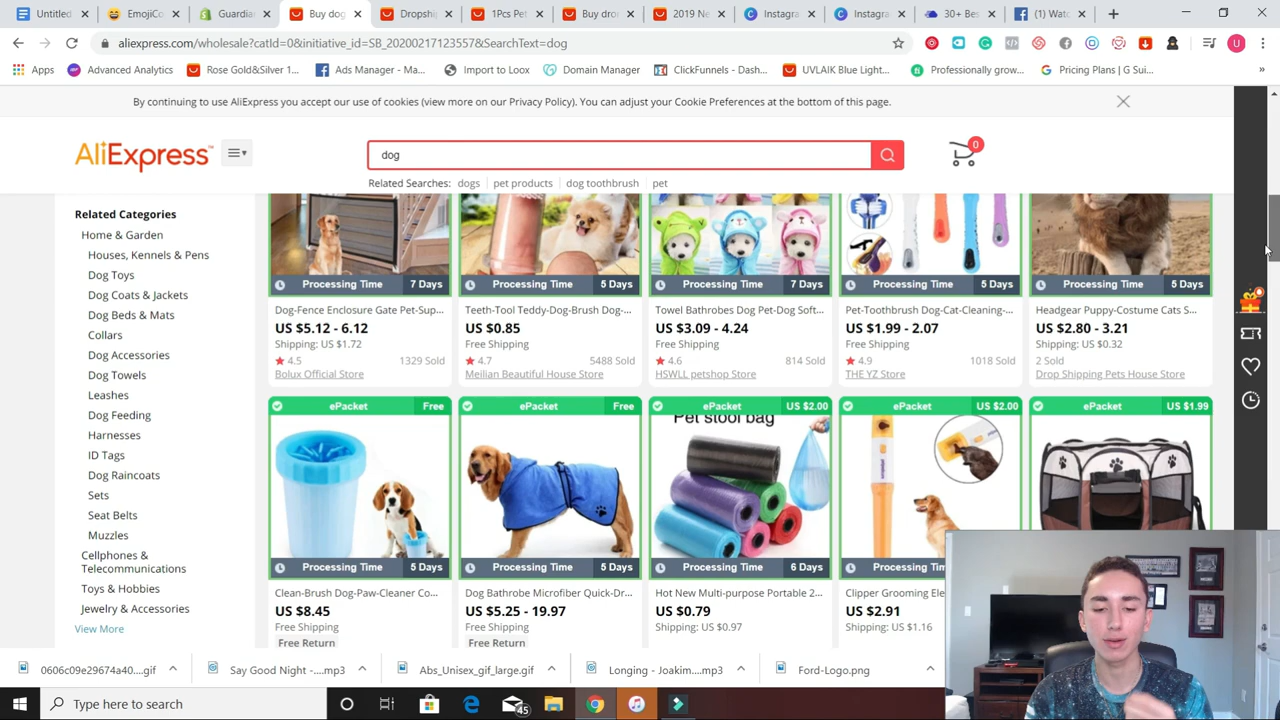 Untitled
EmojiCo
Guardia
Buy dog
Dropship
1Pcs Pet
Buy dro
2019 Ne
Instagra
Instagra
30+ Bes
(1) Wat
aliexpress.com/wholesale?catId=0&initiative_id=SB_20200217123557&SearchText=dog
U
Apps
Advanced Analytics
Rose Gold&Silver 1...
Ads Manager - Ma...
Import to Loox
Domain Manager
ClickFunnels - Dash...
UVLAIK Blue Light...
Professionally grow...
Pricing Plans | G Sui...
»
By continuing to use AliExpress you accept our use of cookies (view more on our Privacy Policy). You can adjust your Cookie Preferences at the bottom of this page.
AliExpress™
dog
0
Related Searches: dogs pet products dog toothbrush pet
Related Categories
Home & Garden
Houses, Kennels & Pens
Dog Toys
Dog Coats & Jackets
Dog Beds & Mats
Collars
Dog Accessories
Dog Towels
Leashes
Dog Feeding
Harnesses
ID Tags
Dog Raincoats
Sets
Seat Belts
Muzzles
Cellphones &
Telecommunications
Toys & Hobbies
Jewelry & Accessories
View More
Processing Time 7 Days
Dog-Fence Enclosure Gate Pet-Sup...
US $5.12 - 6.12
Shipping: US $1.72
4.5 1329 Sold
Bolux Official Store
Processing Time 5 Days
Teeth-Tool Teddy-Dog-Brush Dog-...
US $0.85
Free Shipping
4.7 5488 Sold
Meilian Beautiful House Store
Processing Time 7 Days
Towel Bathrobes Dog Pet-Dog Soft...
US $3.09 - 4.24
Free Shipping
4.6 814 Sold
HSWLL petshop Store
Processing Time 5 Days
Pet-Toothbrush Dog-Cat-Cleaning-...
US $1.99 - 2.07
Free Shipping
4.9 1018 Sold
THE YZ Store
Processing Time 5 Days
Headgear Puppy-Costume Cats S...
US $2.80 - 3.21
Shipping: US $0.32
2 Sold
Drop Shipping Pets House Store
ePacket Free
Processing Time 5 Days
Clean-Brush Dog-Paw-Cleaner Co...
US $8.45
Free Shipping
Free Return
ePacket Free
Processing Time 5 Days
Dog Bathrobe Microfiber Quick-Dr...
US $5.25 - 19.97
Free Shipping
Free Return
ePacket US $2.00
Pet stool bag
Processing Time 6 Days
Hot New Multi-purpose Portable 2...
US $0.79
Shipping: US $0.97
ePacket US $2.00
Processing Time
Clipper Grooming Ele
US $2.91
Shipping: US $1.16
ePacket US $1.99
0606c09e29674a40....gif
Say Good Night -....mp3
Abs_Unisex_gif_large.gif
Longing - Joakim....mp3
Ford-Logo.png
Type here to search
45